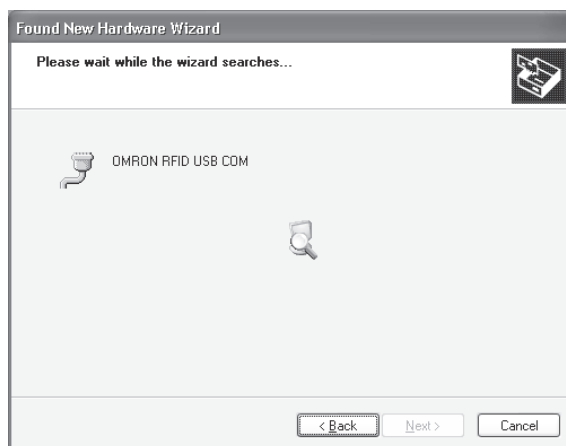 Found New Hardware Wizard
Please wait while the wizard searches...
OMRON RFID USB COM
< Back
Next >
Cancel